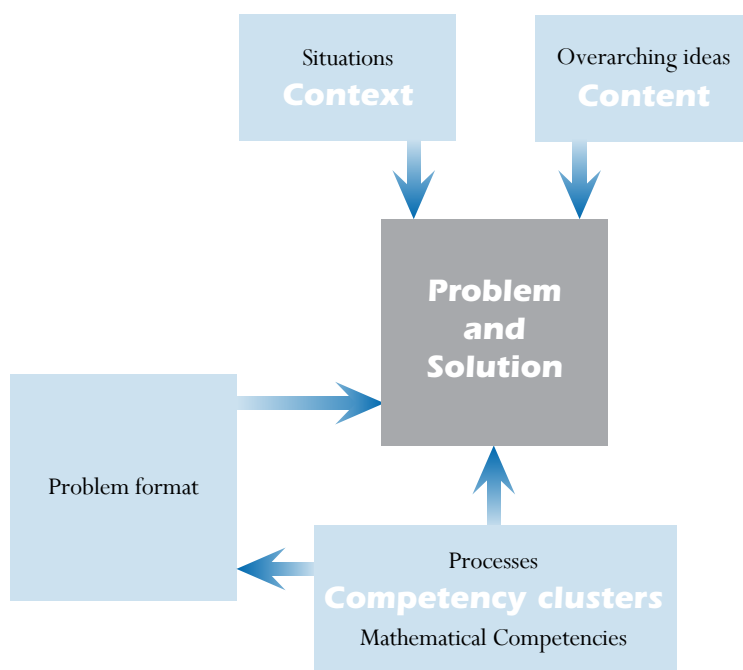 Situations
Context
Overarching ideas
Content
Problem
and
Solution
Problem format
Processes
Competency clusters
Mathematical Competencies